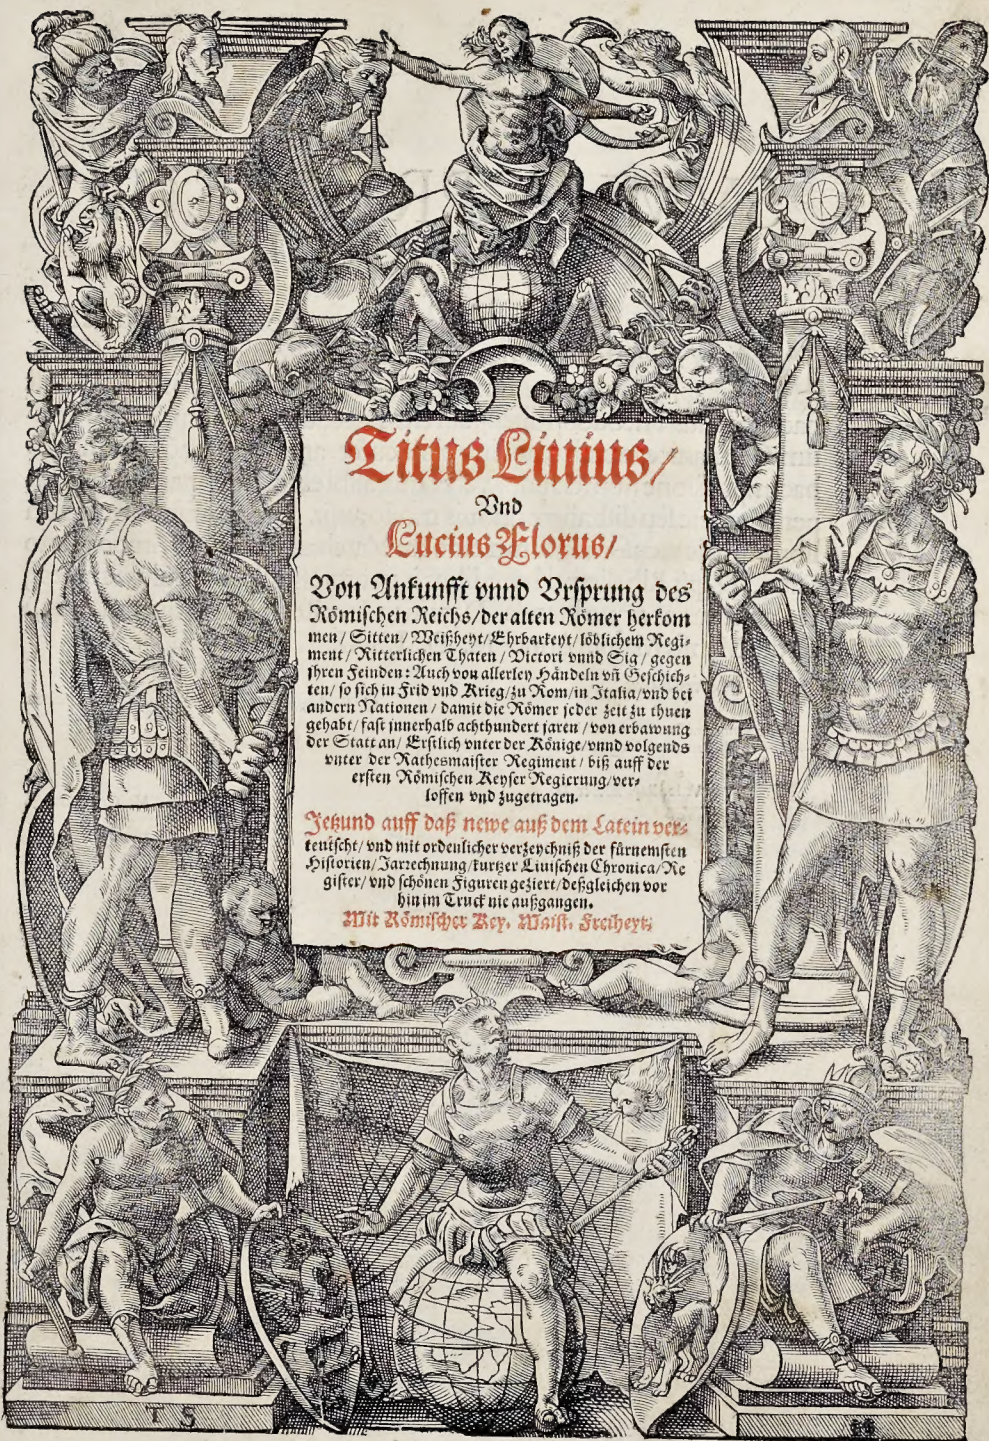 Titus Liuius/
Vnd
Lucius Florus/
Von Ankunfft vnnd Vrsprung des
Römischen Reichs/der alten Römer herkom
men/Sitten/Weißheyt/Ehrbarkeyt/löblichem Regi-
ment/Ritterlichen Thaten/Victori vnnd Sig/gegen
jhren Feinden: Auch von allerley Händeln vñ Geschich-
ten/so sich in Frid vnd Krieg/zu Rom/in Italia/vnd bei
andern Nationen/damit die Römer jeder zeit zu thuen
gehabt/fast jnnerhalb achthundert jaren/von erbawung
der Statt an/Erstlich vnter der Könige/vnnd volgends
vnter der Rathesmaister Regiment/biß auff der
ersten Römischen Keyser Regierung/ver-
loffen vnd zugetragen.
Jetzund auff daß newe auß dem Latein ver-
teutscht/vnd mit ordenlicher verzeychniß der fürnemsten
Historien/Jarrechnung/kurtzer Liuischen Chronica/Re
gister/vnd schönen Figuren geziert/deßgleichen vor
hin im Truck nie außgangen.
Mit Römischer Key. Maist. Freiheyt.
T S